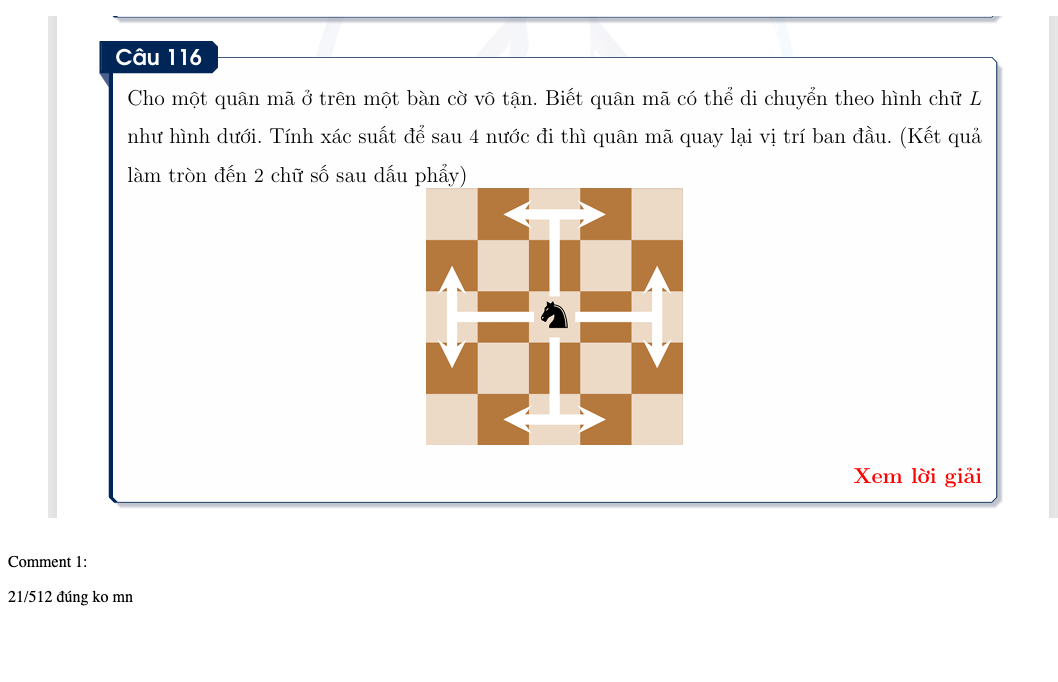 Câu 116
Cho một quân mã ở trên một bàn cờ vô tận. Biết quân mã có thể di chuyển theo hình chữ L
như hình dưới. Tính xác suất để sau 4 nước đi thì quân mã quay lại vị trí ban đầu. (Kết quả
làm tròn đến 2 chữ số sau dấu phẩy)
Xem lời giải
Comment 1:
21/512 đúng ko mn